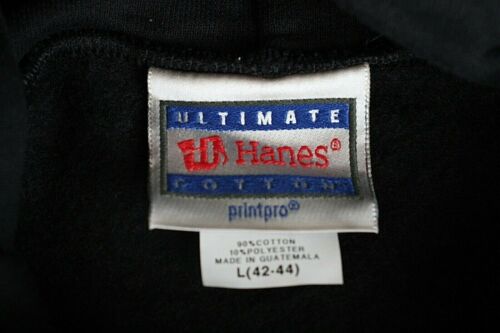 ULTIMATE
Hanes®
COTTON
printpro®
90%COTTON
10%POLYESTER
MADE IN GUATEMALA
L(42-44)